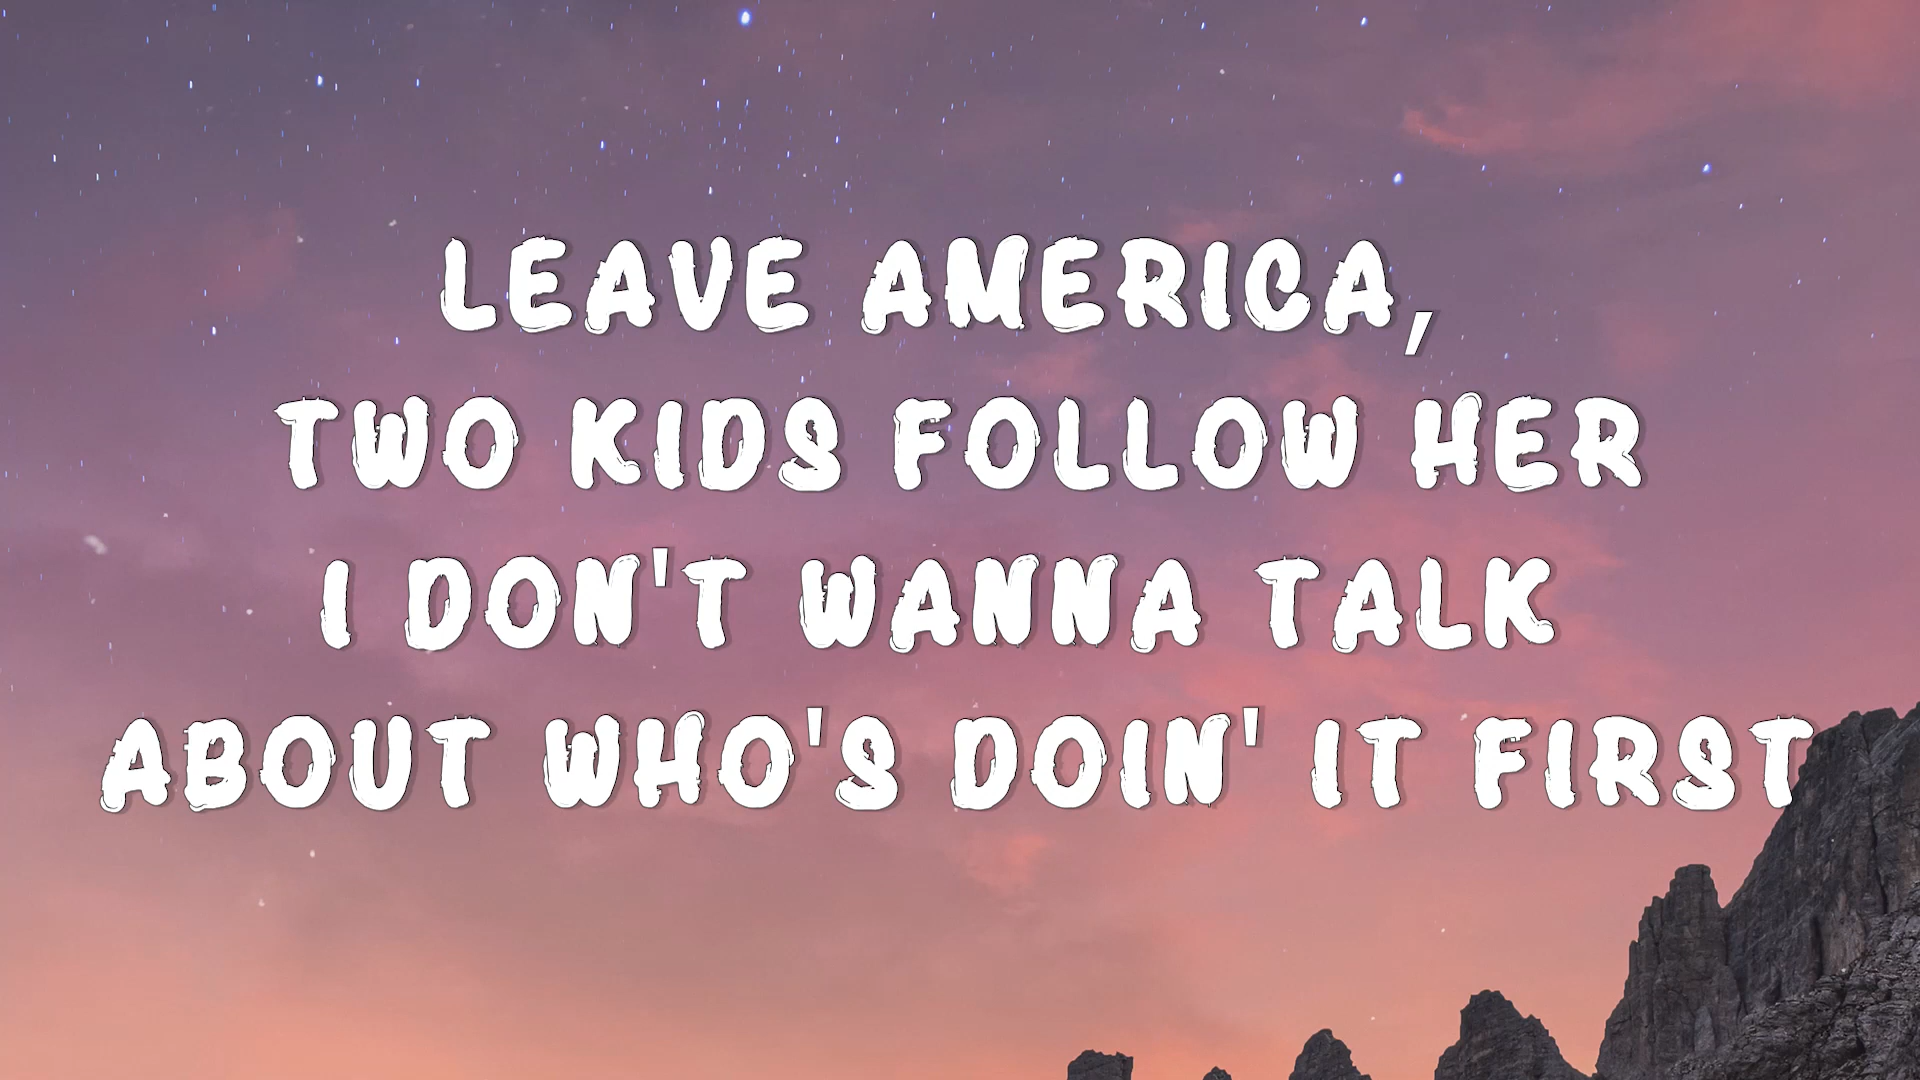 LEAVE AMERICA,
TWO KIDS FOLLOW HER
I DON'T WANNA TALK
ABOUT WHO'S DOIN' IT FIRST